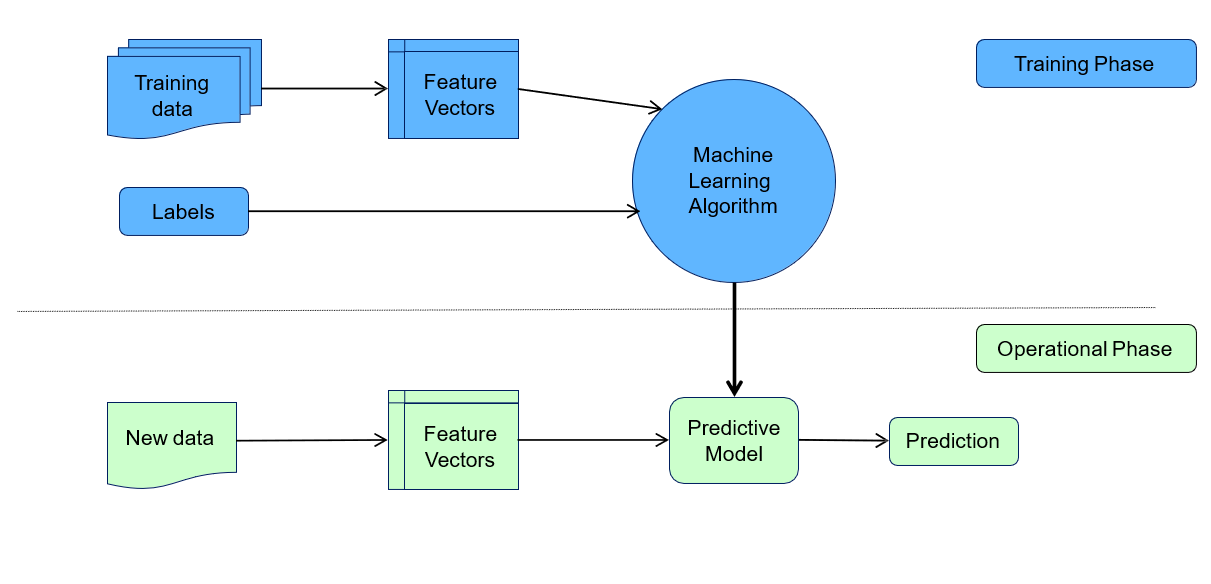 Training
data
Feature
Vectors
Training Phase
Machine
Learning
Algorithm
Labels
Operational Phase
New data
Feature
Vectors
Predictive
Model
Prediction